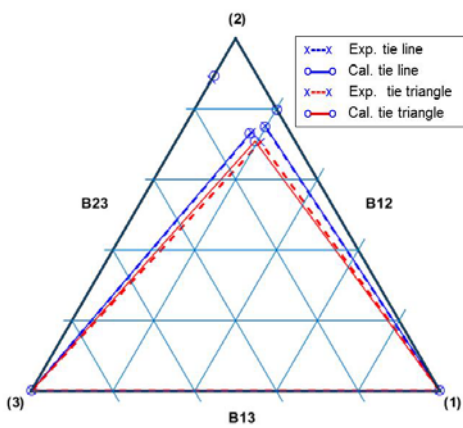 (2)
x---x Exp. tie line
o—o Cal. tie line
x---x Exp. tie triangle
o—o Cal. tie triangle
B23
B12
(3)
(1)
B13